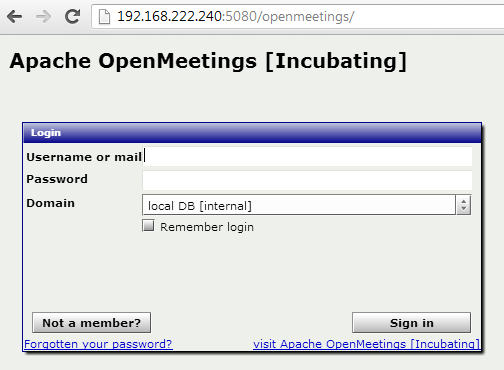 192.168.222.240:5080/openmeetings/
Apache OpenMeetings [Incubating]
Login
Username or mail
Password
Domain
local DB [internal]
Remember login
Not a member?
Sign in
Forgotten your password?
visit Apache OpenMeetings [Incubating]